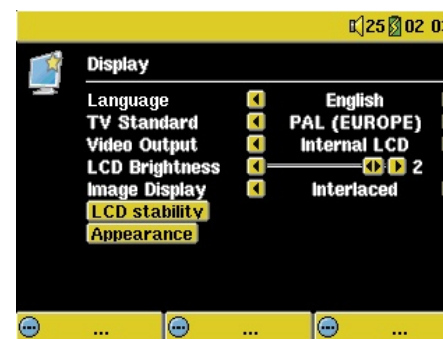 25 02 03
Display
Language English
TV Standard PAL (EUROPE)
Video Output Internal LCD
LCD Brightness 2
Image Display Interlaced
LCD stability
Appearance
... ... ...